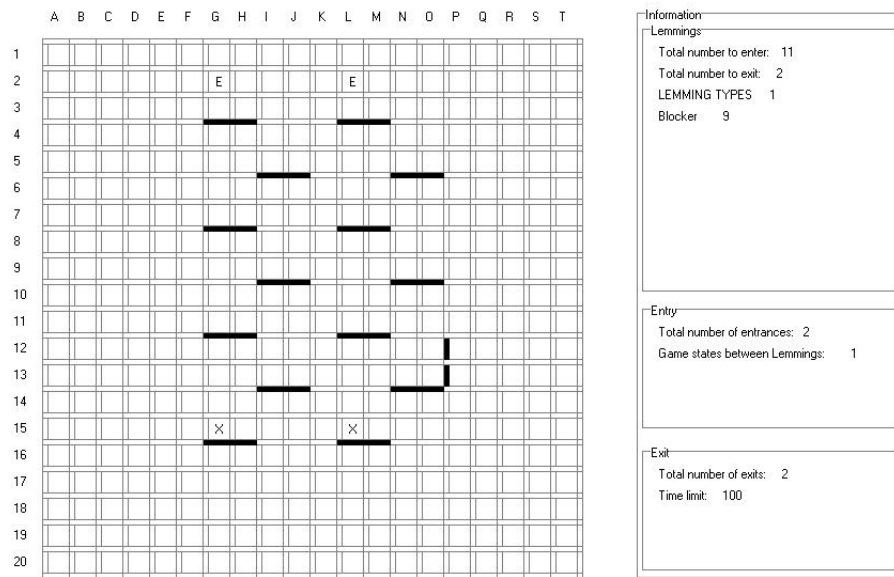 A B C D E F G H I J K L M N O P Q R S T
1
2
E E
3
4
5
6
7
8
9
10
11
12
13
14
15
X X
16
17
18
19
20
Information
Lemmings
Total number to enter: 11
Total number to exit: 2
LEMMING TYPES 1
Blocker 9
Entry
Total number of entrances: 2
Game states between Lemmings: 1
Exit
Total number of exits: 2
Time limit: 100